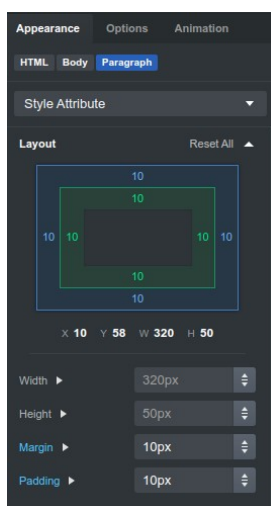 Appearance Options Animation
HTML Body Paragraph
Style Attribute
Layout Reset All
10
10
10 10 10 10
10
10
X 10 Y 58 W 320 H 50
Width 320px
Height 50px
Margin 10px
Padding 10px